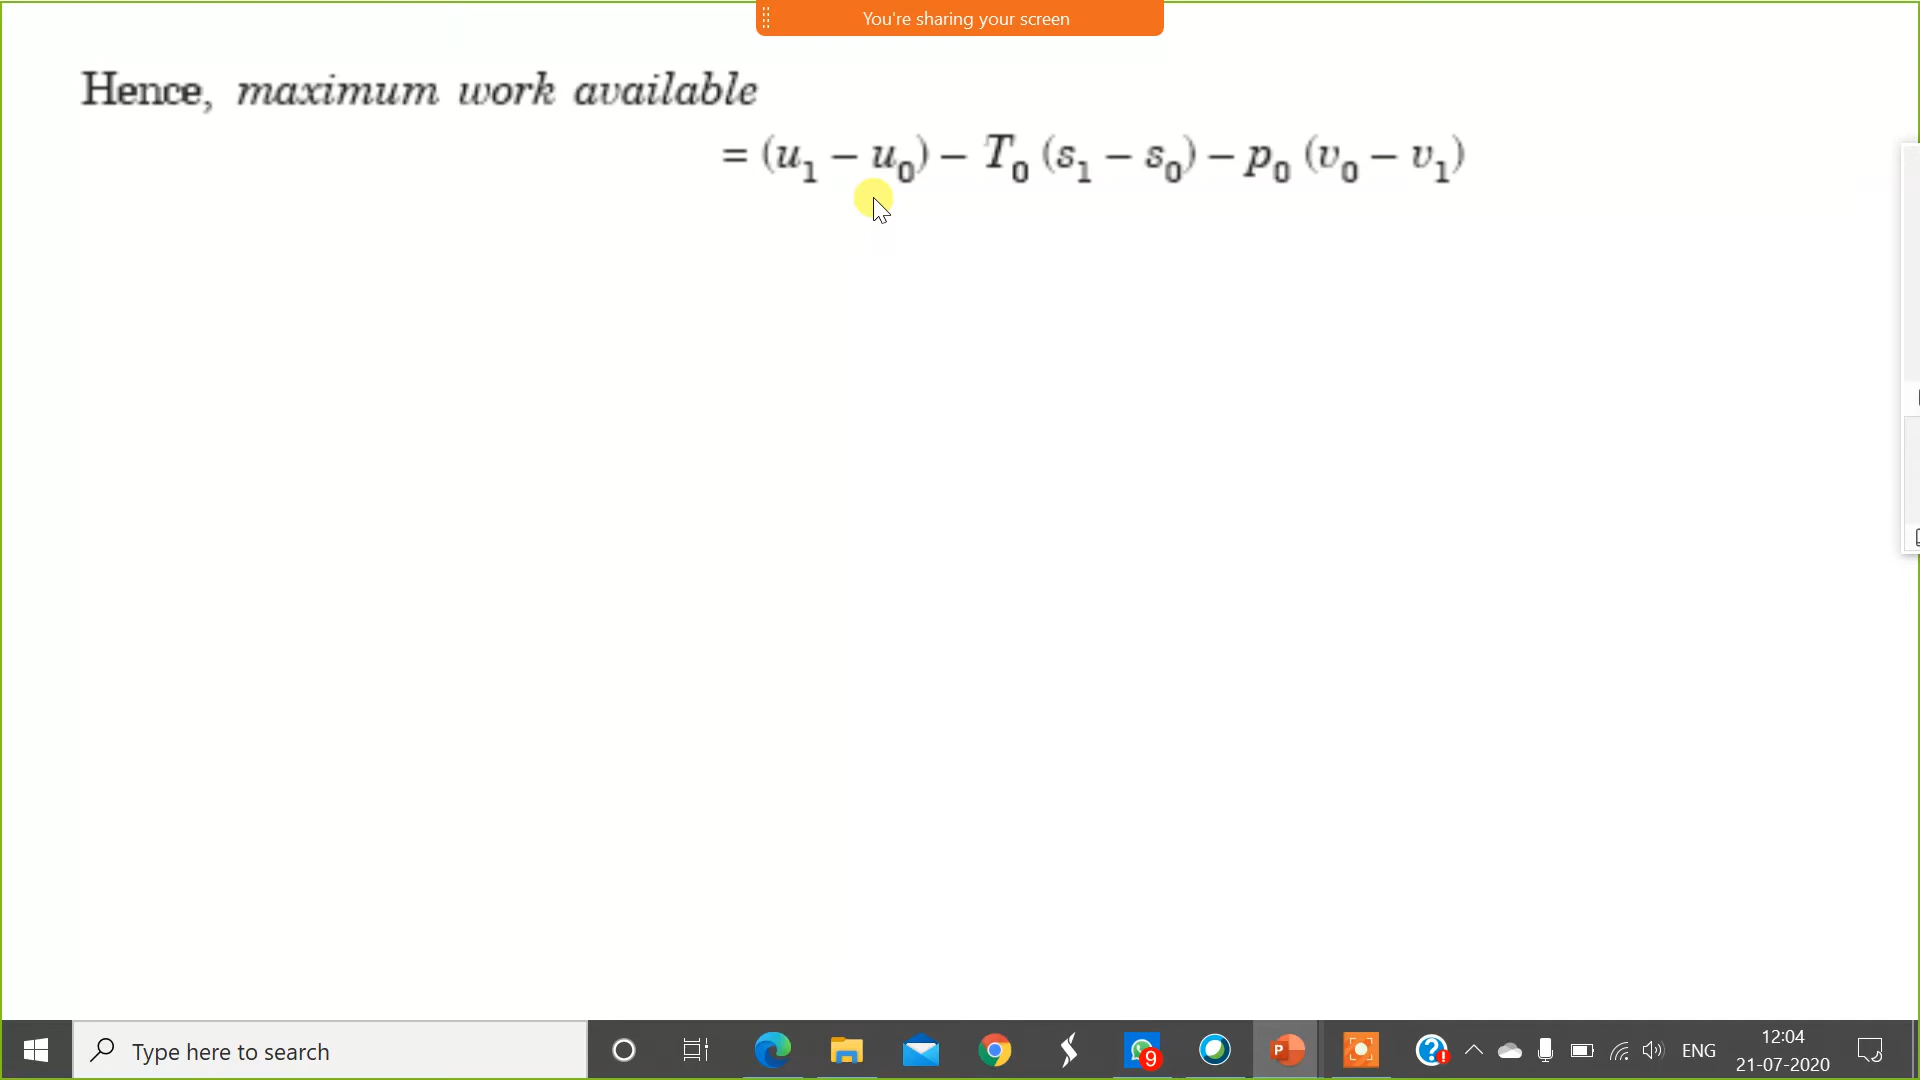 You're sharing your screen
Hence, maximum work available
= (u₁ – u₀) – T₀ (s₁ – s₀) – p₀ (v₀ – v₁)
Type here to search
9
P
ENG
12:04
21-07-2020